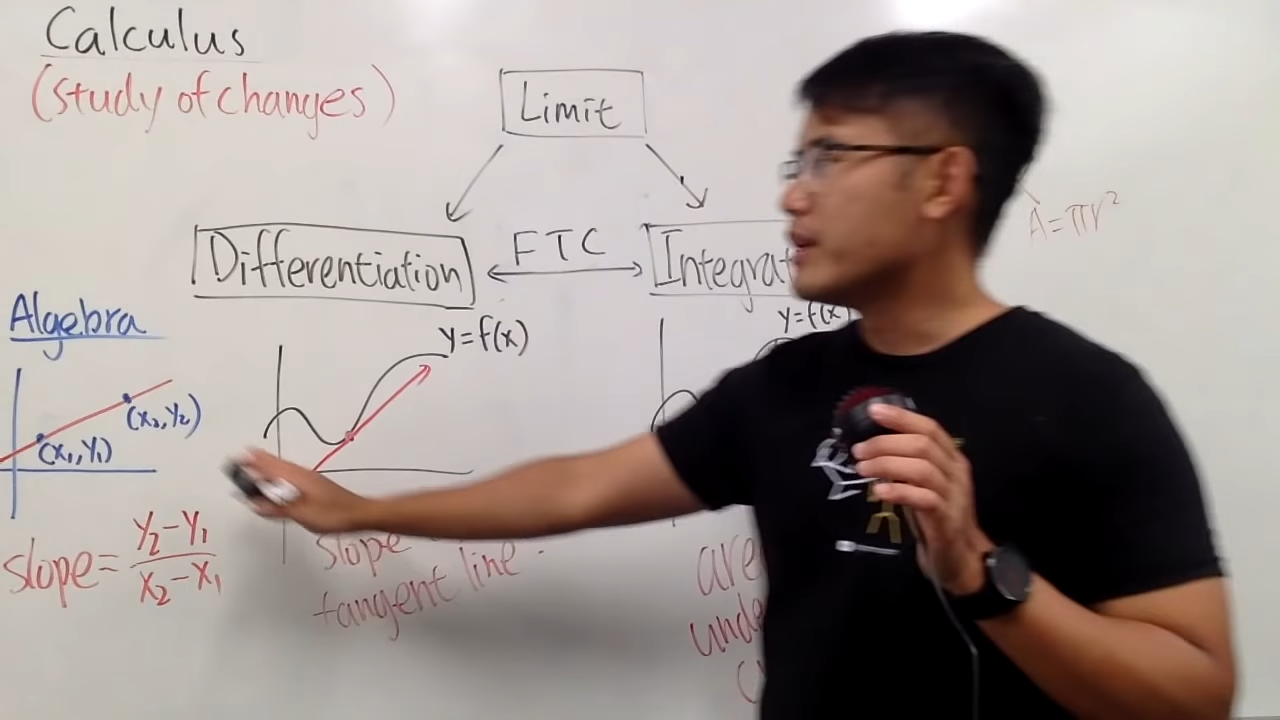 Calculus
(study of changes)
Limit
Differentiation
FTC
Integrat
A=πr²
Algebra
(x₁,y₁)
(x₂,y₂)
slope = y₂-y₁
x₂-x₁
y=f(x)
slope
tangent line.
y=f(x)
are
unde